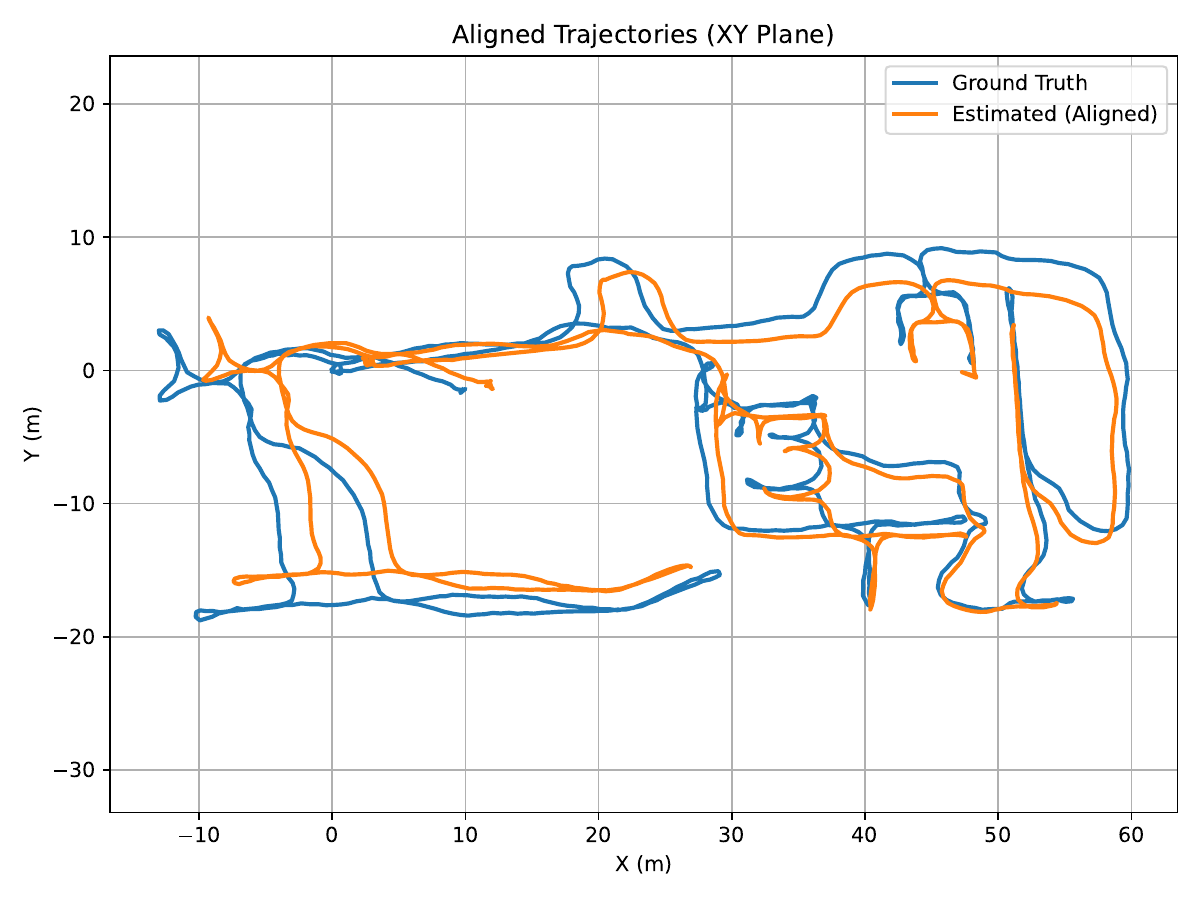 Aligned Trajectories (XY Plane)
Ground Truth
Estimated (Aligned)
20
10
0
−10
−20
−30
Y (m)
−10 0 10 20 30 40 50 60
X (m)